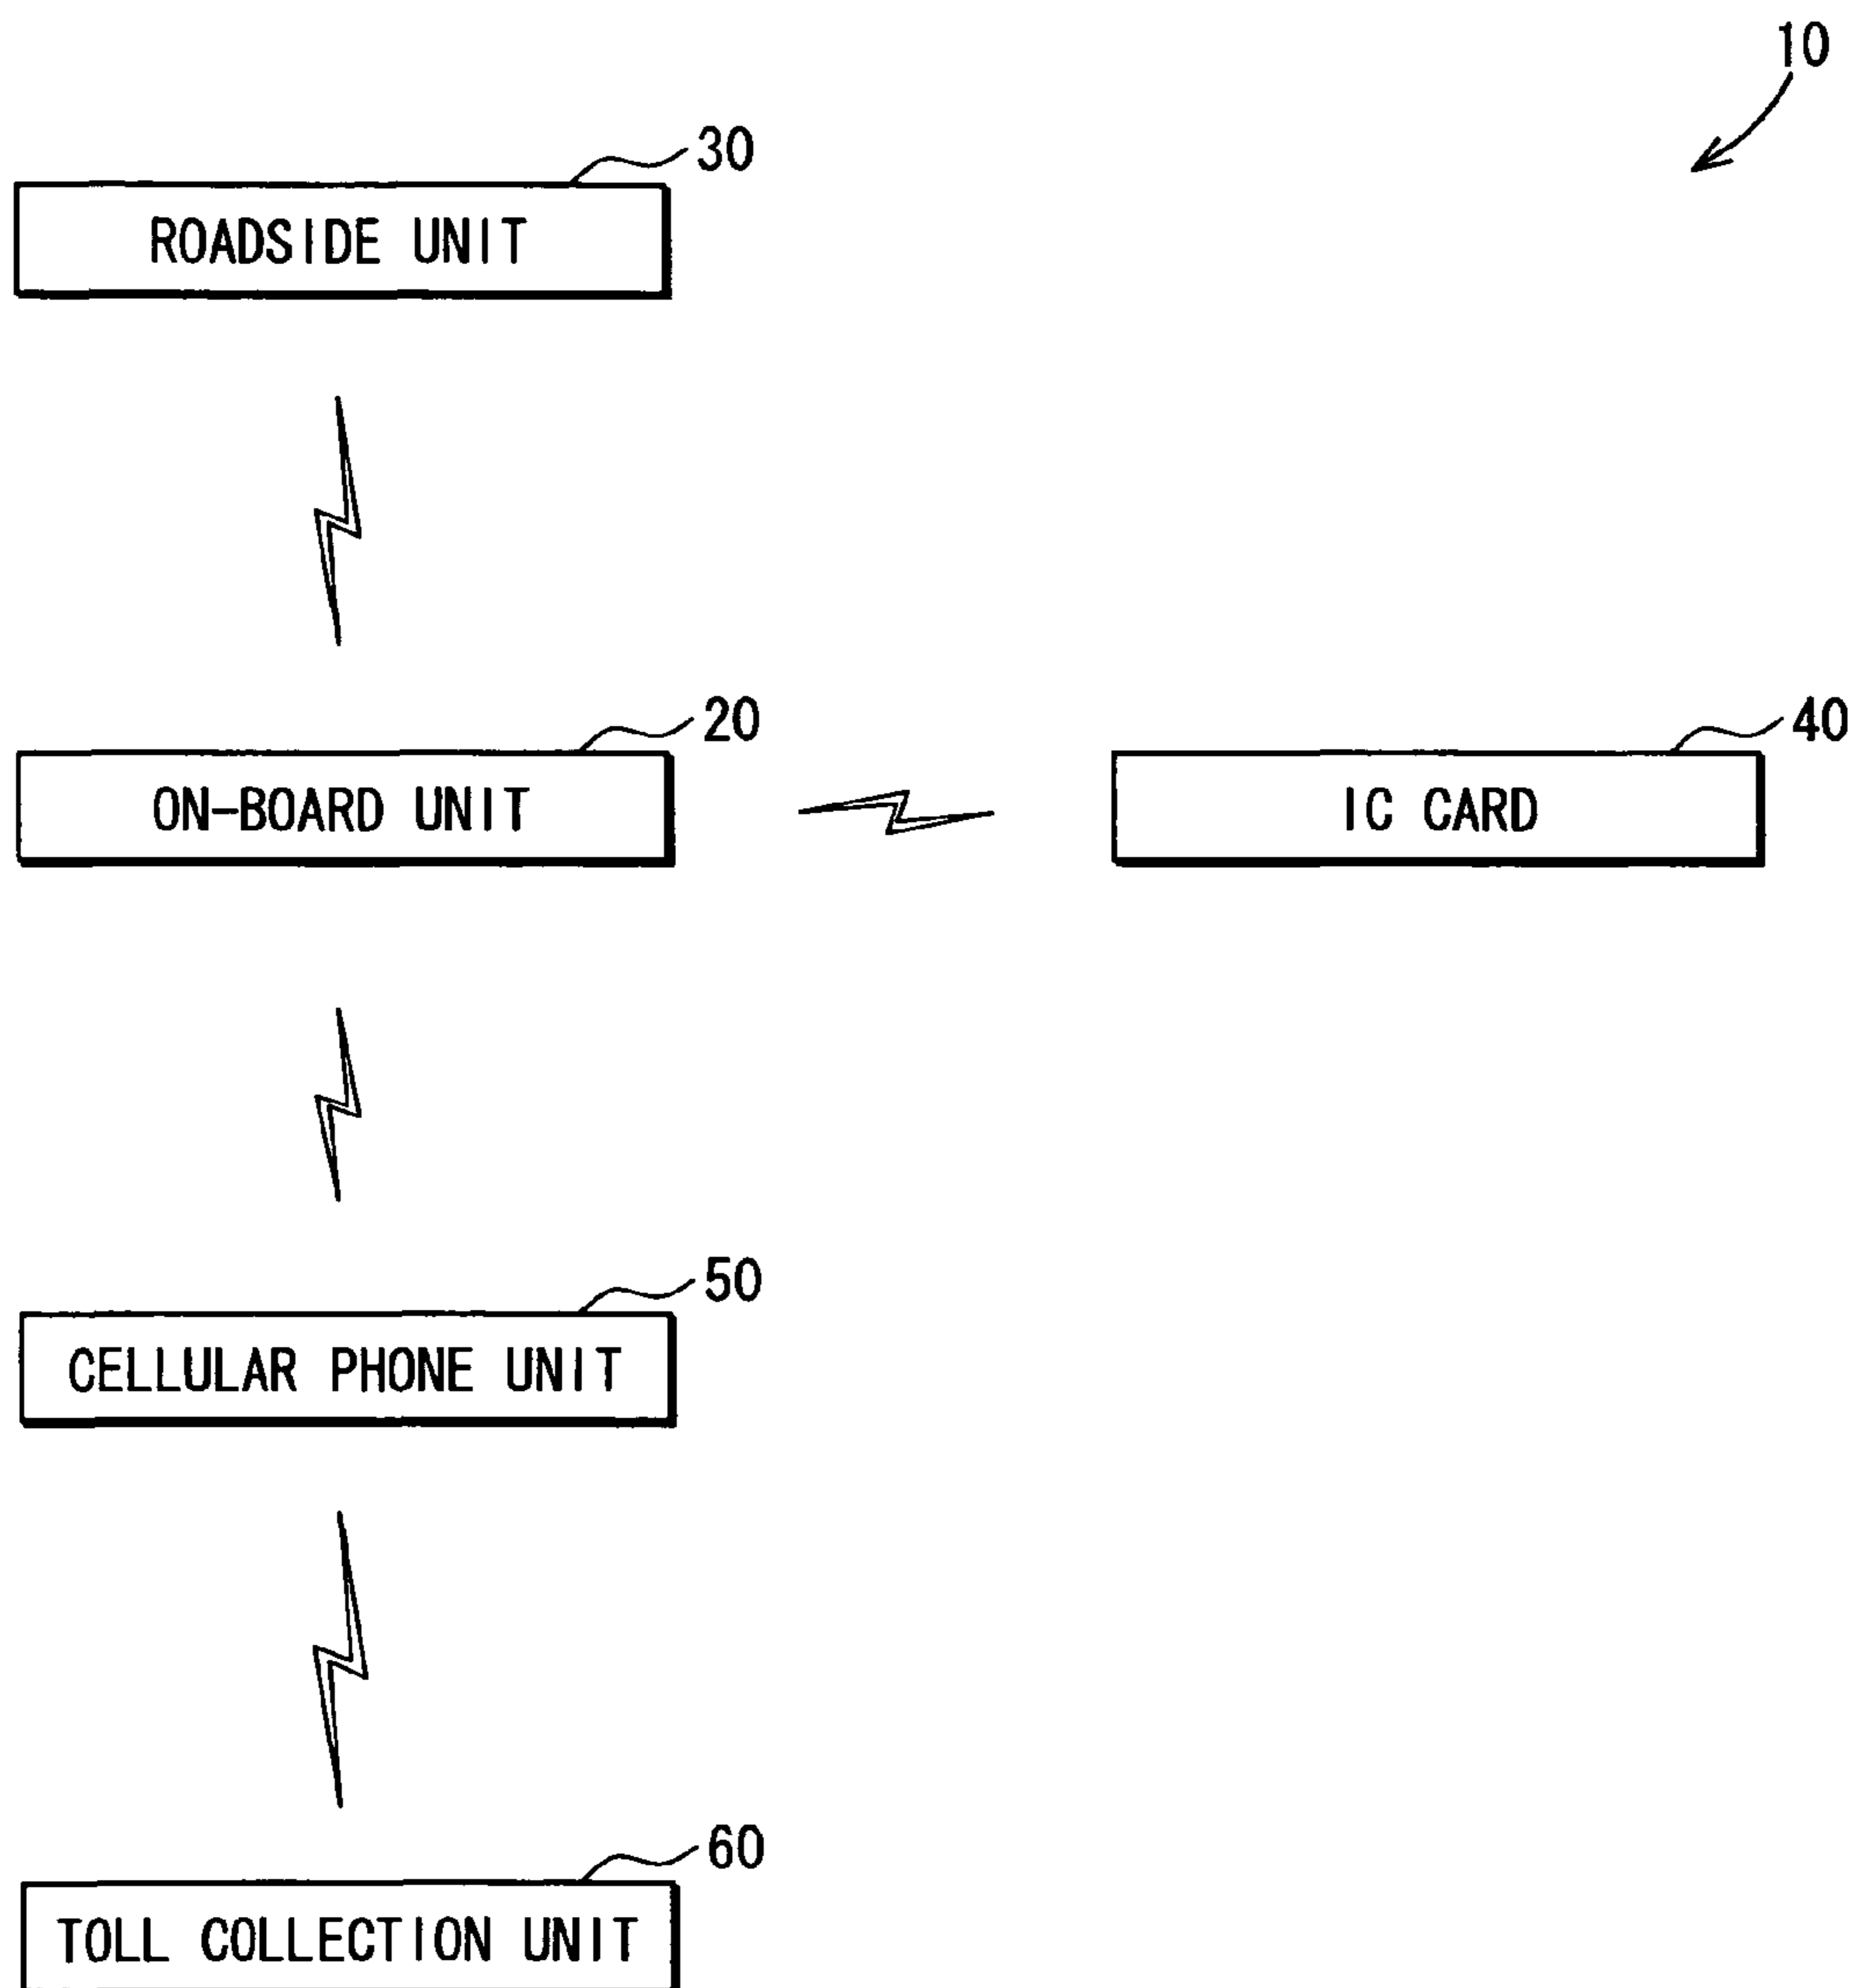 10
30
ROADSIDE UNIT
20
40
ON-BOARD UNIT
IC CARD
50
CELLULAR PHONE UNIT
60
TOLL COLLECTION UNIT